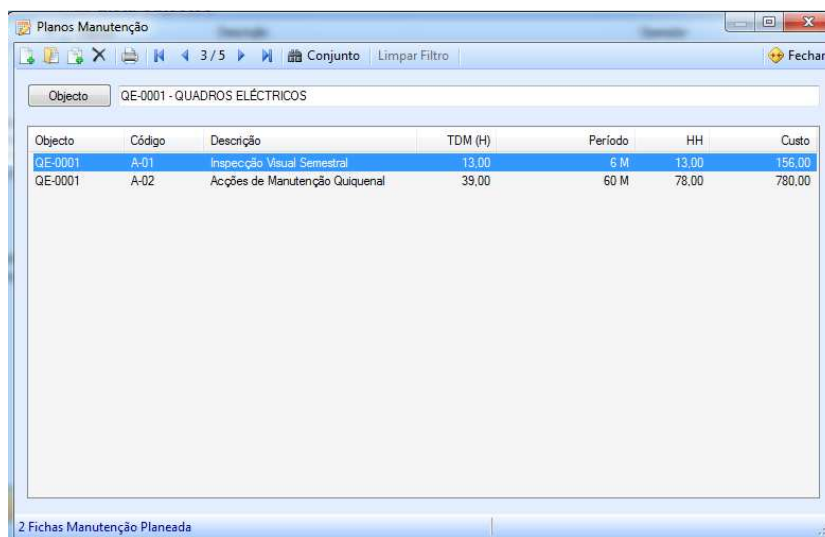 Planos Manutenção
3 / 5 Conjunto Limpar Filtro Fechar
Objecto QE-0001 - QUADROS ELÉCTRICOS
Objecto Código Descrição TDM (H) Período HH Custo
QE-0001 A-01 Inspecção Visual Semestral 13,00 6 M 13,00 156,00
QE-0001 A-02 Acções de Manutenção Quiquenal 39,00 60 M 78,00 780,00
2 Fichas Manutenção Planeada